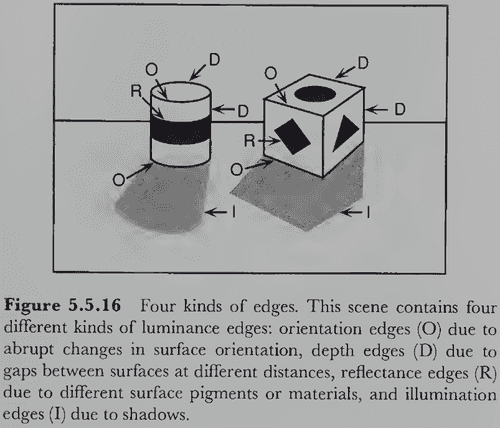 D
O
D
O
R
D
D
R
O
O
I
I
Figure 5.5.16 Four kinds of edges. This scene contains four
different kinds of luminance edges: orientation edges (O) due to
abrupt changes in surface orientation, depth edges (D) due to
gaps between surfaces at different distances, reflectance edges (R)
due to different surface pigments or materials, and illumination
edges (I) due to shadows.